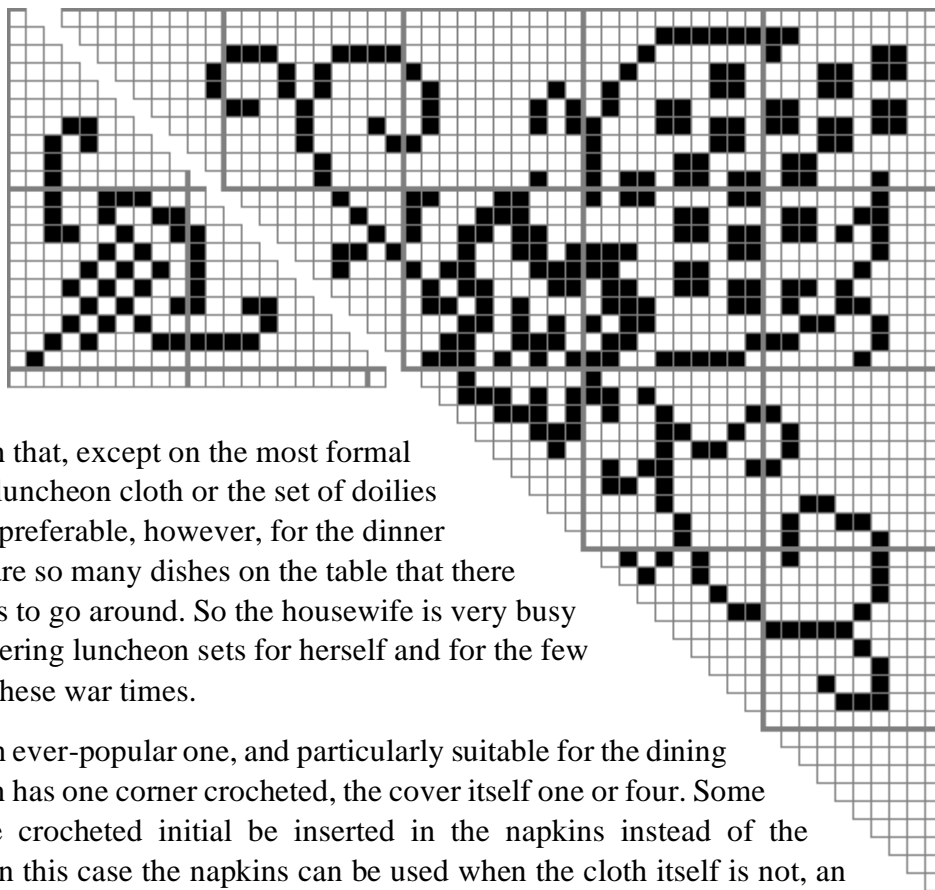 that, except on the most formal
luncheon cloth or the set of doilies
preferable, however, for the dinner
are so many dishes on the table that there
to go around. So the housewife is very busy
luncheon sets for herself and for the few
these war times.
ever-popular one, and particularly suitable for the dining
has one corner crocheted, the cover itself one or four. Some
crocheted initial be inserted in the napkins instead of the
this case the napkins can be used when the cloth itself is not, an